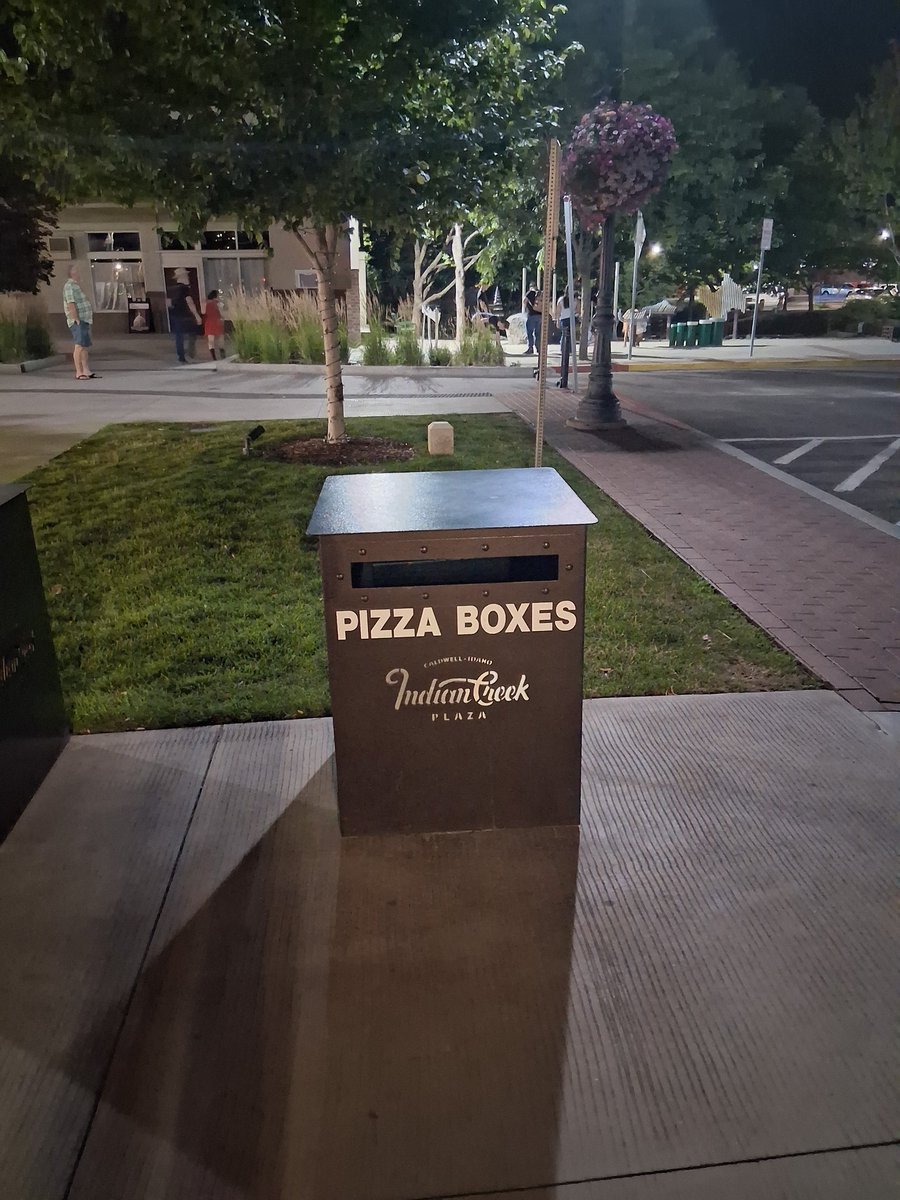 PIZZA BOXES
CALDWELL • IDAHO
Indian Creek
PLAZA